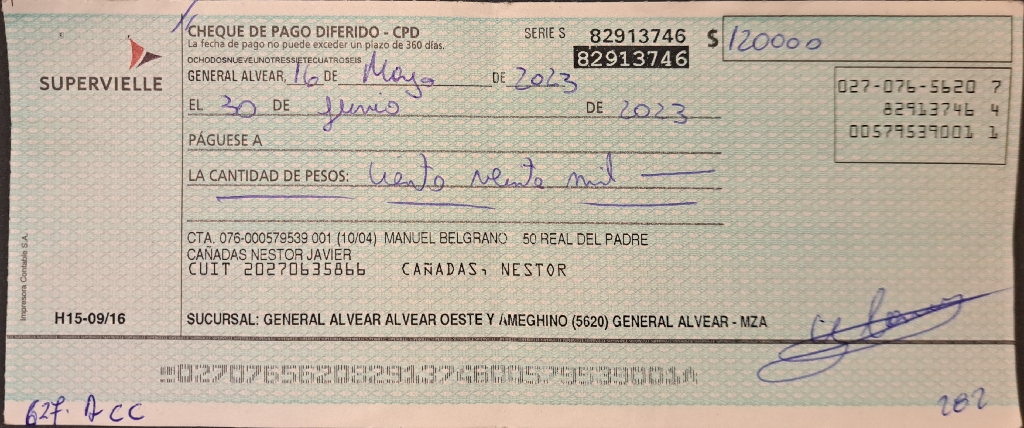 CHEQUE DE PAGO DIFERIDO - CPD
La fecha de pago no puede exceder un plazo de 360 días.
SERIE S 82913746 $ 120000
82913746
OCHODOSNUEVEUNOTRESSIETECUATROSEIS
SUPERVIELLE
GENERAL ALVEAR, 16 DE Mayo DE 2023
027-076-5620 7
82913746 4
00579539001 1
EL 30 DE Junio DE 2023
PÁGUESE A
LA CANTIDAD DE PESOS: Ciento veinte mil
CTA. 076-000579539 001 (10/04) MANUEL BELGRANO 50 REAL DEL PADRE
CAÑADAS NESTOR JAVIER
CUIT 20270635866 CAÑADAS, NESTOR
Impresora Contable S.A.
H15-09/16
SUCURSAL: GENERAL ALVEAR ALVEAR OESTE Y AMEGHINO (5620) GENERAL ALVEAR - MZA
02707656208291374600579539001
627. A CC
282